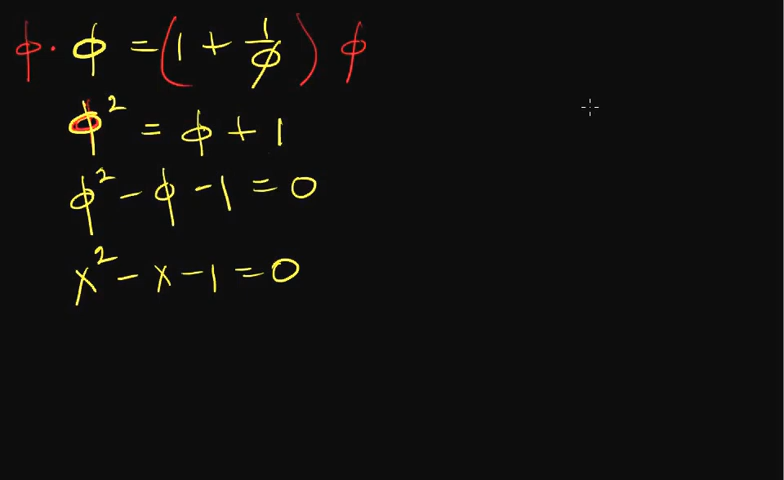 ϕ · ϕ = (1 + 1/ϕ) ϕ
ϕ² = ϕ + 1
ϕ² - ϕ - 1 = 0
x² - x - 1 = 0